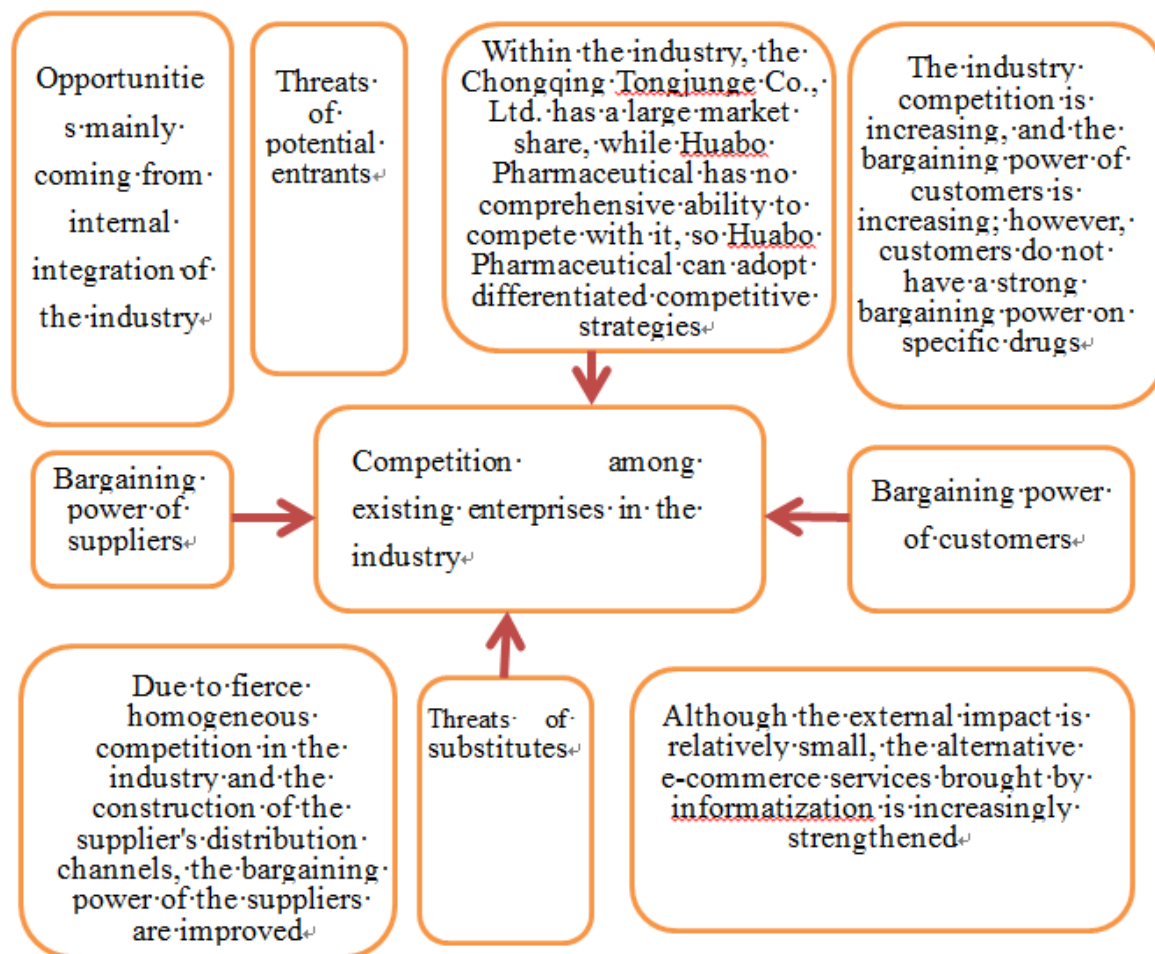 Opportunitie
s mainly
coming from
internal
integration of
the industry
Threats
of
potential
entrants
Within the industry, the
Chongqing Tongjunge Co.,
Ltd. has a large market
share, while Huabo
Pharmaceutical has no
comprehensive ability to
compete with it, so Huabo
Pharmaceutical can adopt
differentiated competitive
strategies
The industry
competition is
increasing, and the
bargaining power of
customers is
increasing; however,
customers do not
have a strong
bargaining power on
specific drugs
Bargaining
power of
suppliers
Competition among
existing enterprises in the
industry
Bargaining power
of customers
Due to fierce
homogeneous
competition in the
industry and the
construction of the
supplier's distribution
channels, the bargaining
power of the suppliers
are improved
Threats of
substitutes
Although the external impact is
relatively small, the alternative
e-commerce services brought by
informatization is increasingly
strengthened